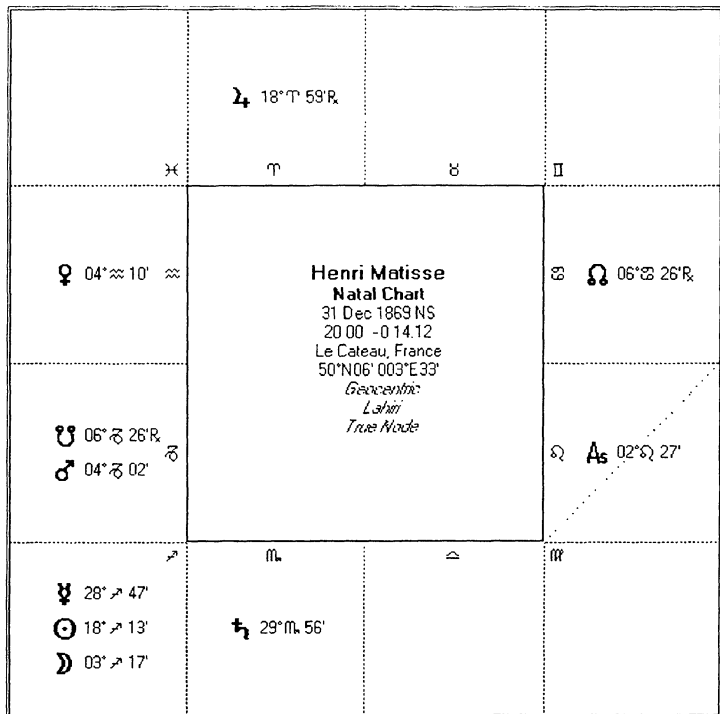 ♃ 18°♈ 59'℞
♓ ♈ ♉ ♊
♀ 04°♒ 10' ♒
Henri Matisse
Natal Chart
31 Dec 1869 NS
20 00 -0 14.12
Le Cateau, France
50°N06' 003°E33'
Geocentric
Lahiri
True Node
♋ ☊ 06°♋ 26'℞
☋ 06°♑ 26'℞
♂ 04°♑ 02'
♑
♌ As 02°♌ 27'
♐ ♏ ♎ ♍
☿ 28°♐ 47'
☉ 18°♐ 13'
☽ 03°♐ 17'
♄ 29°♏ 56'